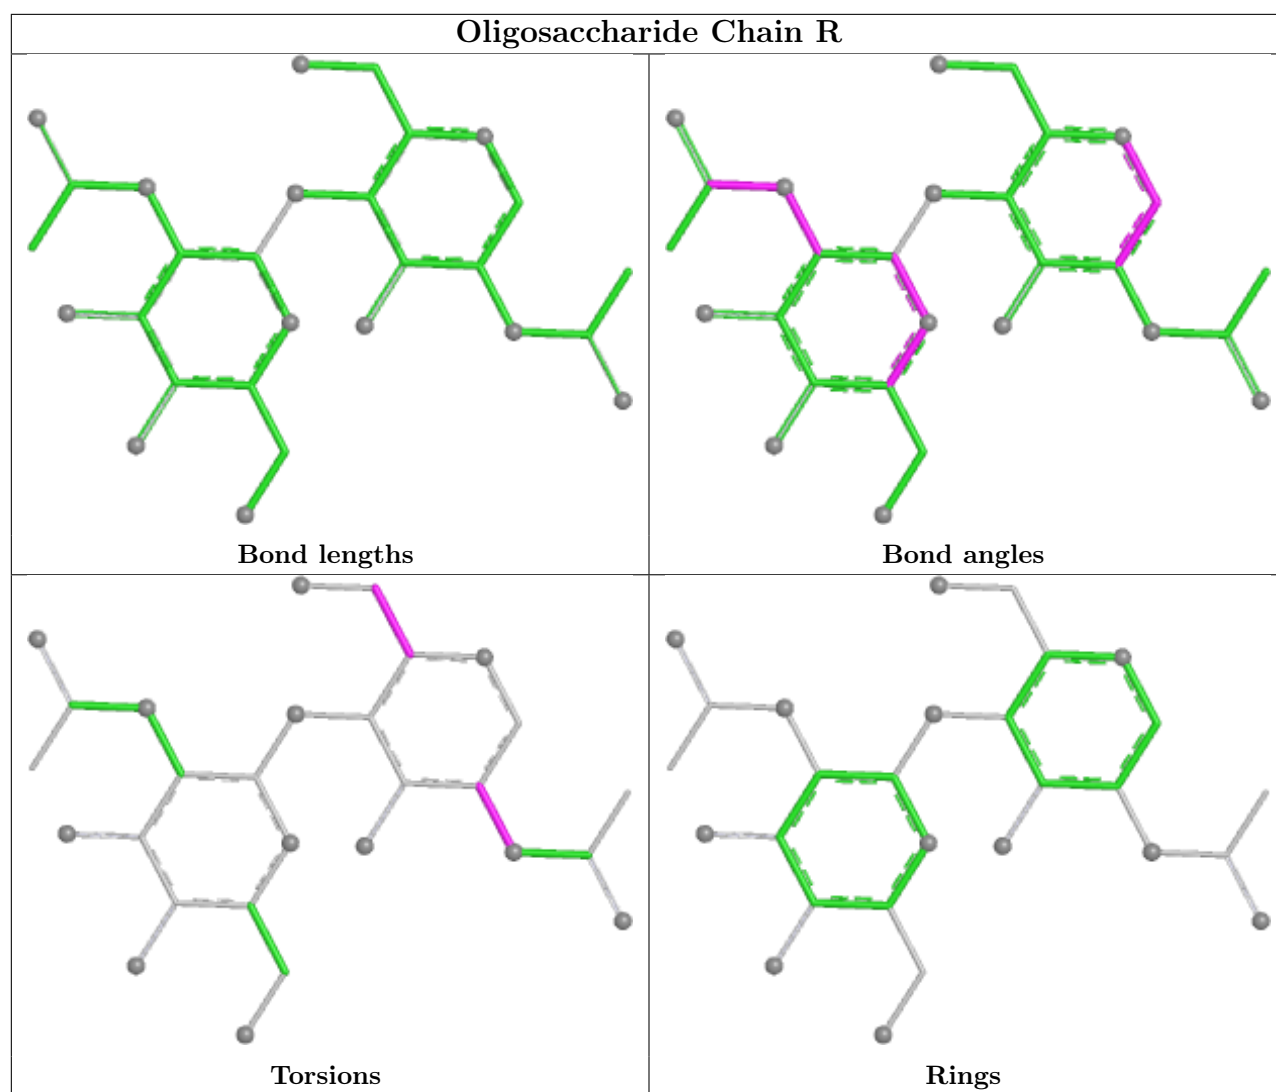 Oligosaccharide Chain R
Bond lengths
Bond angles
Torsions
Rings